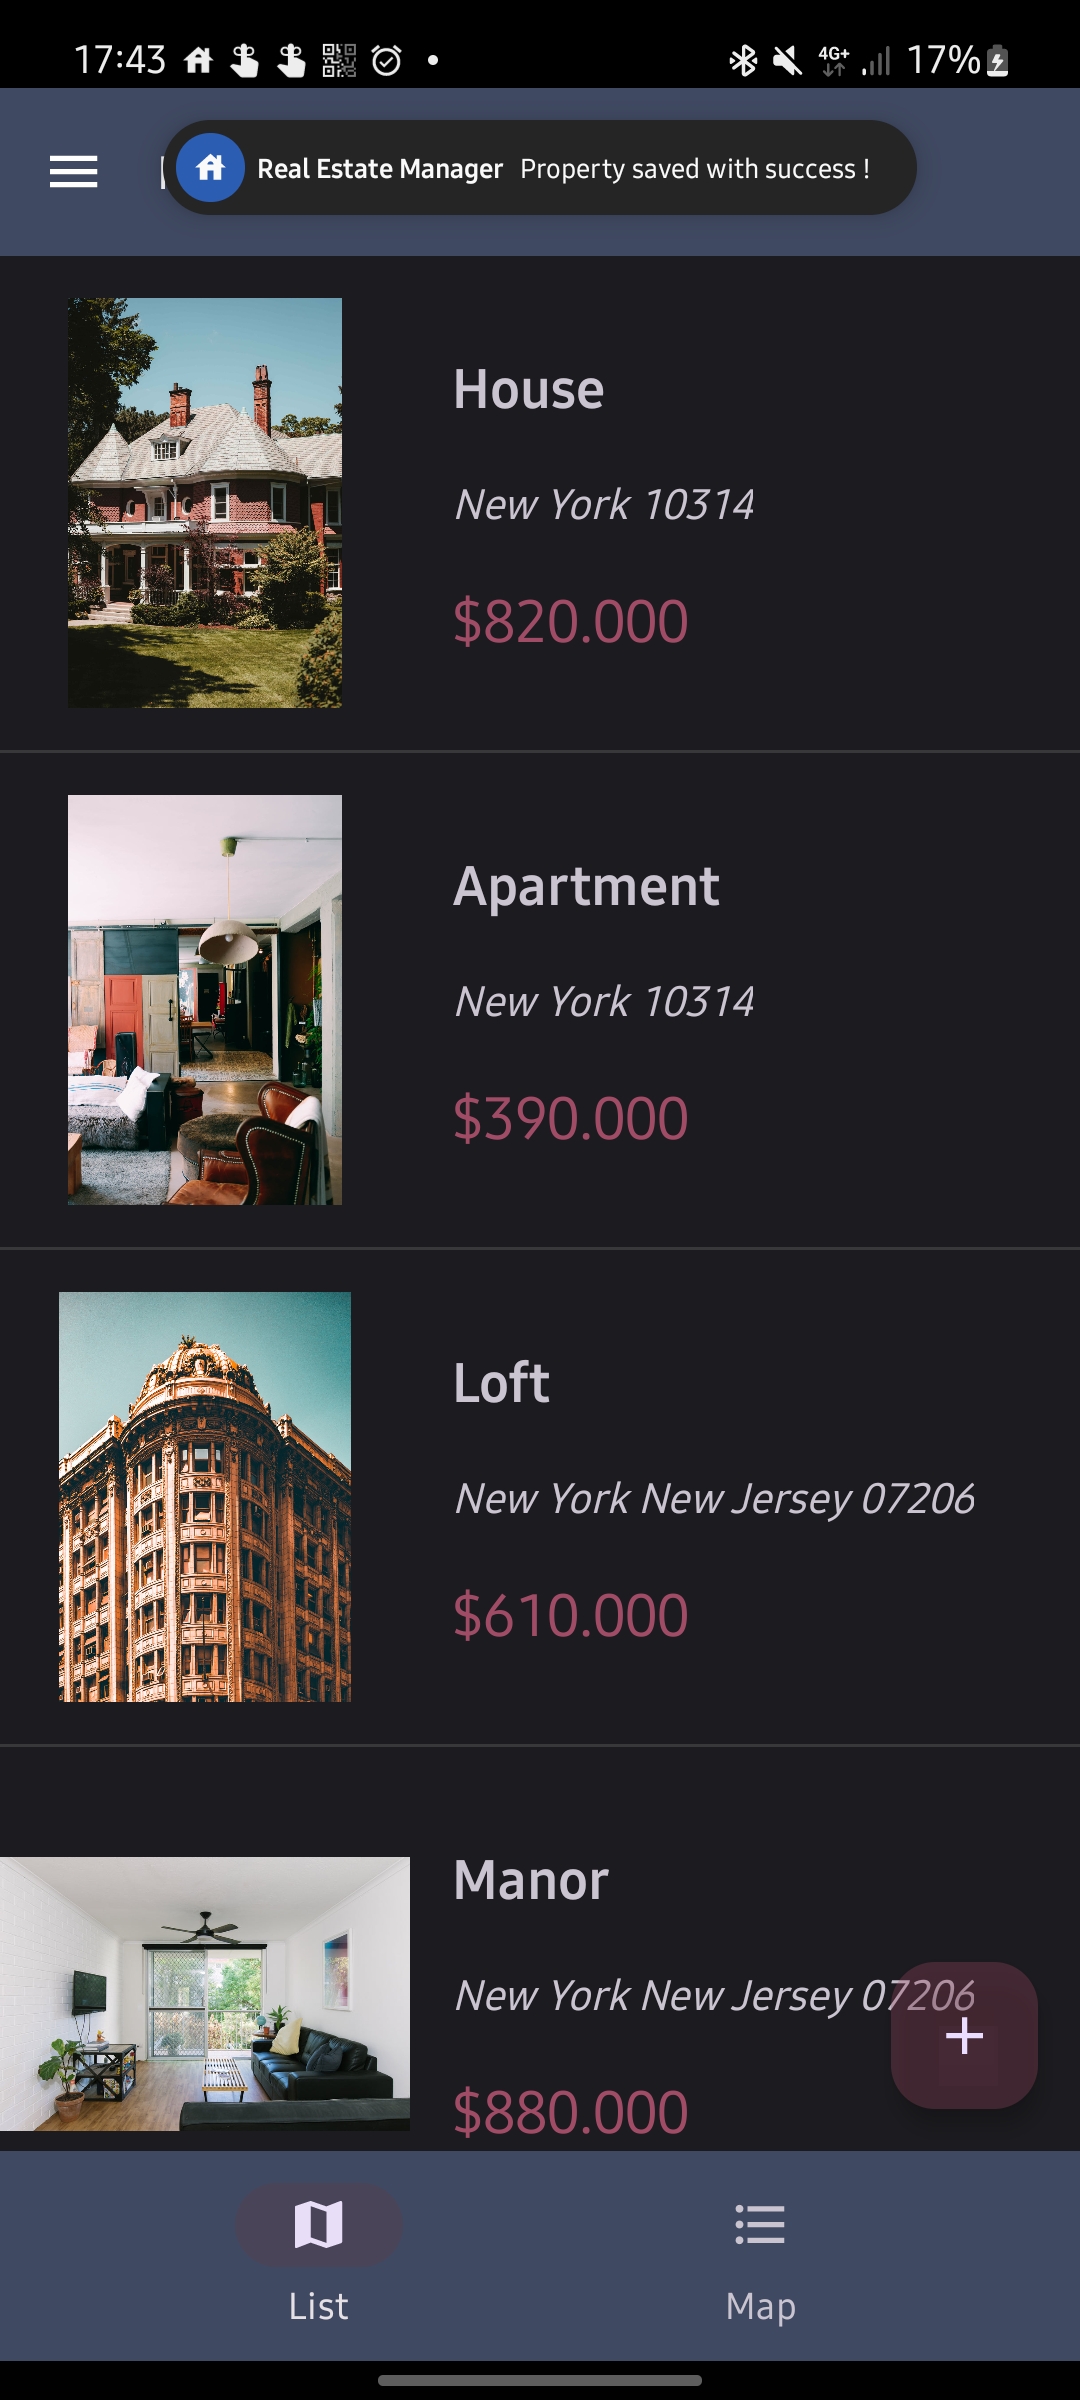 17:43
4G+
17%
Real Estate Manager Property saved with success !
House
New York 10314
$820.000
Apartment
New York 10314
$390.000
Loft
New York New Jersey 07206
$610.000
Manor
New York New Jersey 07206
$880.000
List
Map